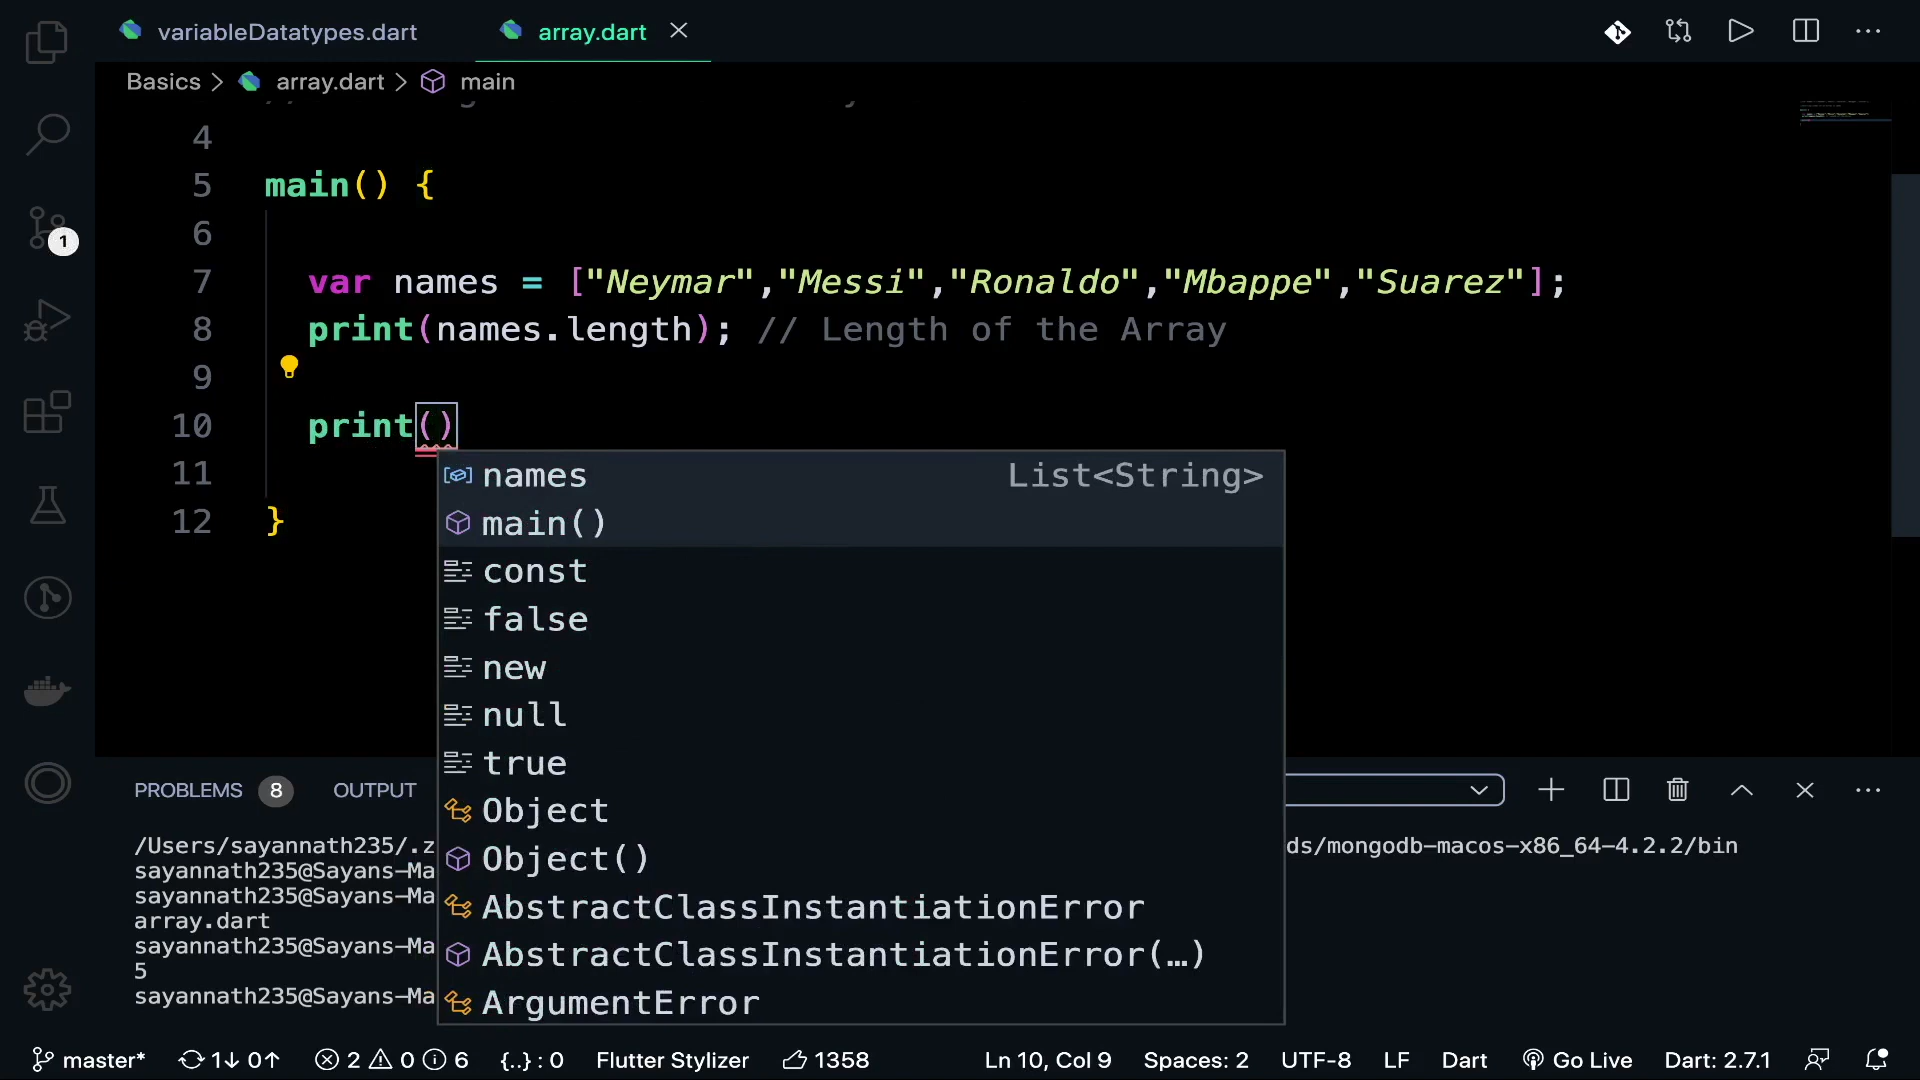 variableDatatypes.dart array.dart
Basics > array.dart > main
4
5 main() {
6
7 var names = ["Neymar","Messi","Ronaldo","Mbappe","Suarez"];
8 print(names.length); // Length of the Array
9
10 print()
11
12 }
names List<String>
main()
const
false
new
null
true
Object
Object()
AbstractClassInstantiationError
AbstractClassInstantiationError(…)
ArgumentError
1
PROBLEMS 8 OUTPUT
/Users/sayannath235/.z ds/mongodb-macos-x86_64-4.2.2/bin
sayannath235@Sayans-Ma
sayannath235@Sayans-Ma
array.dart
sayannath235@Sayans-Ma
5
sayannath235@Sayans-Ma
master* 1↓ 0↑ 2 0 6 {..} : 0 Flutter Stylizer 1358 Ln 10, Col 9 Spaces: 2 UTF-8 LF Dart Go Live Dart: 2.7.1